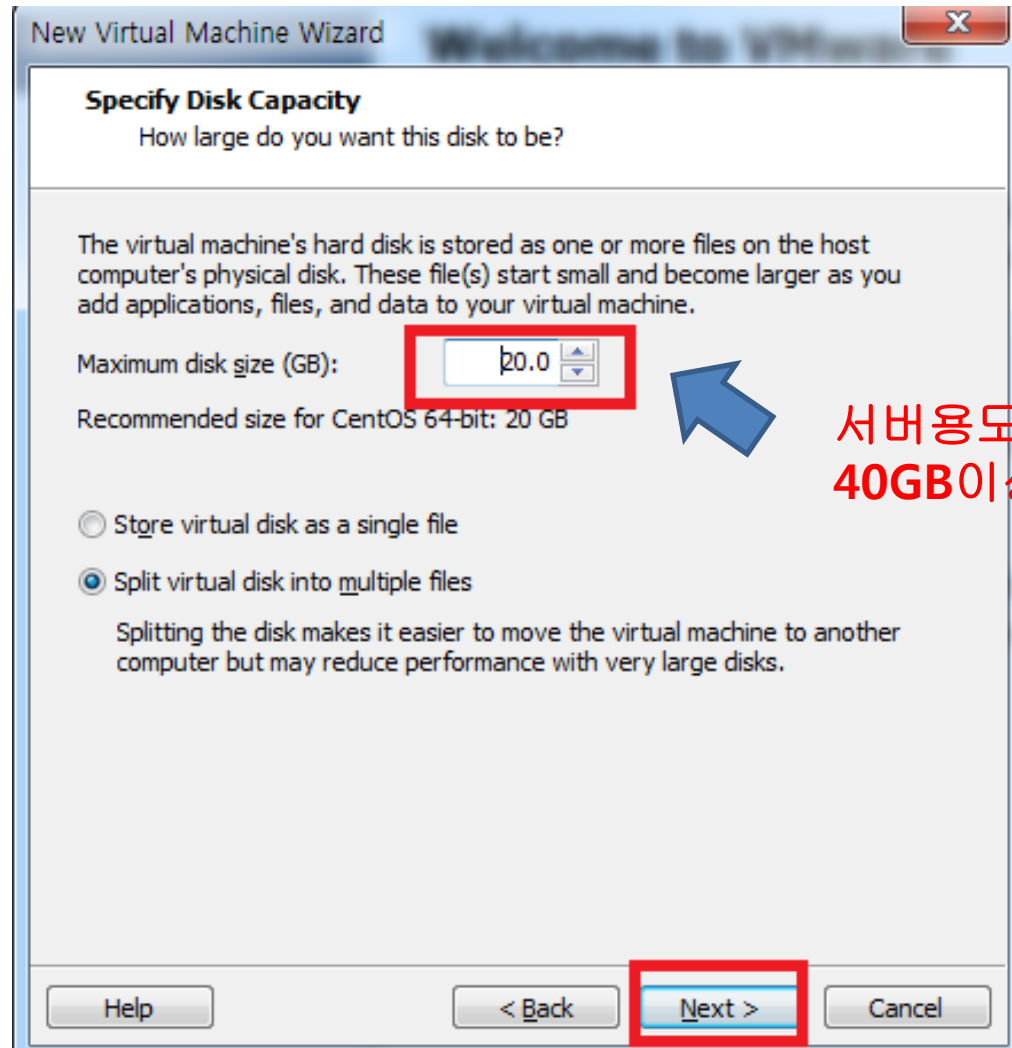 New Virtual Machine Wizard
Welcome to VMware
Specify Disk Capacity
How large do you want this disk to be?
The virtual machine's hard disk is stored as one or more files on the host
computer's physical disk. These file(s) start small and become larger as you
add applications, files, and data to your virtual machine.
Maximum disk size (GB):
20.0
Recommended size for CentOS 64-bit: 20 GB
서버용도
40GB이상
Store virtual disk as a single file
Split virtual disk into multiple files
Splitting the disk makes it easier to move the virtual machine to another
computer but may reduce performance with very large disks.
Help
< Back
Next >
Cancel